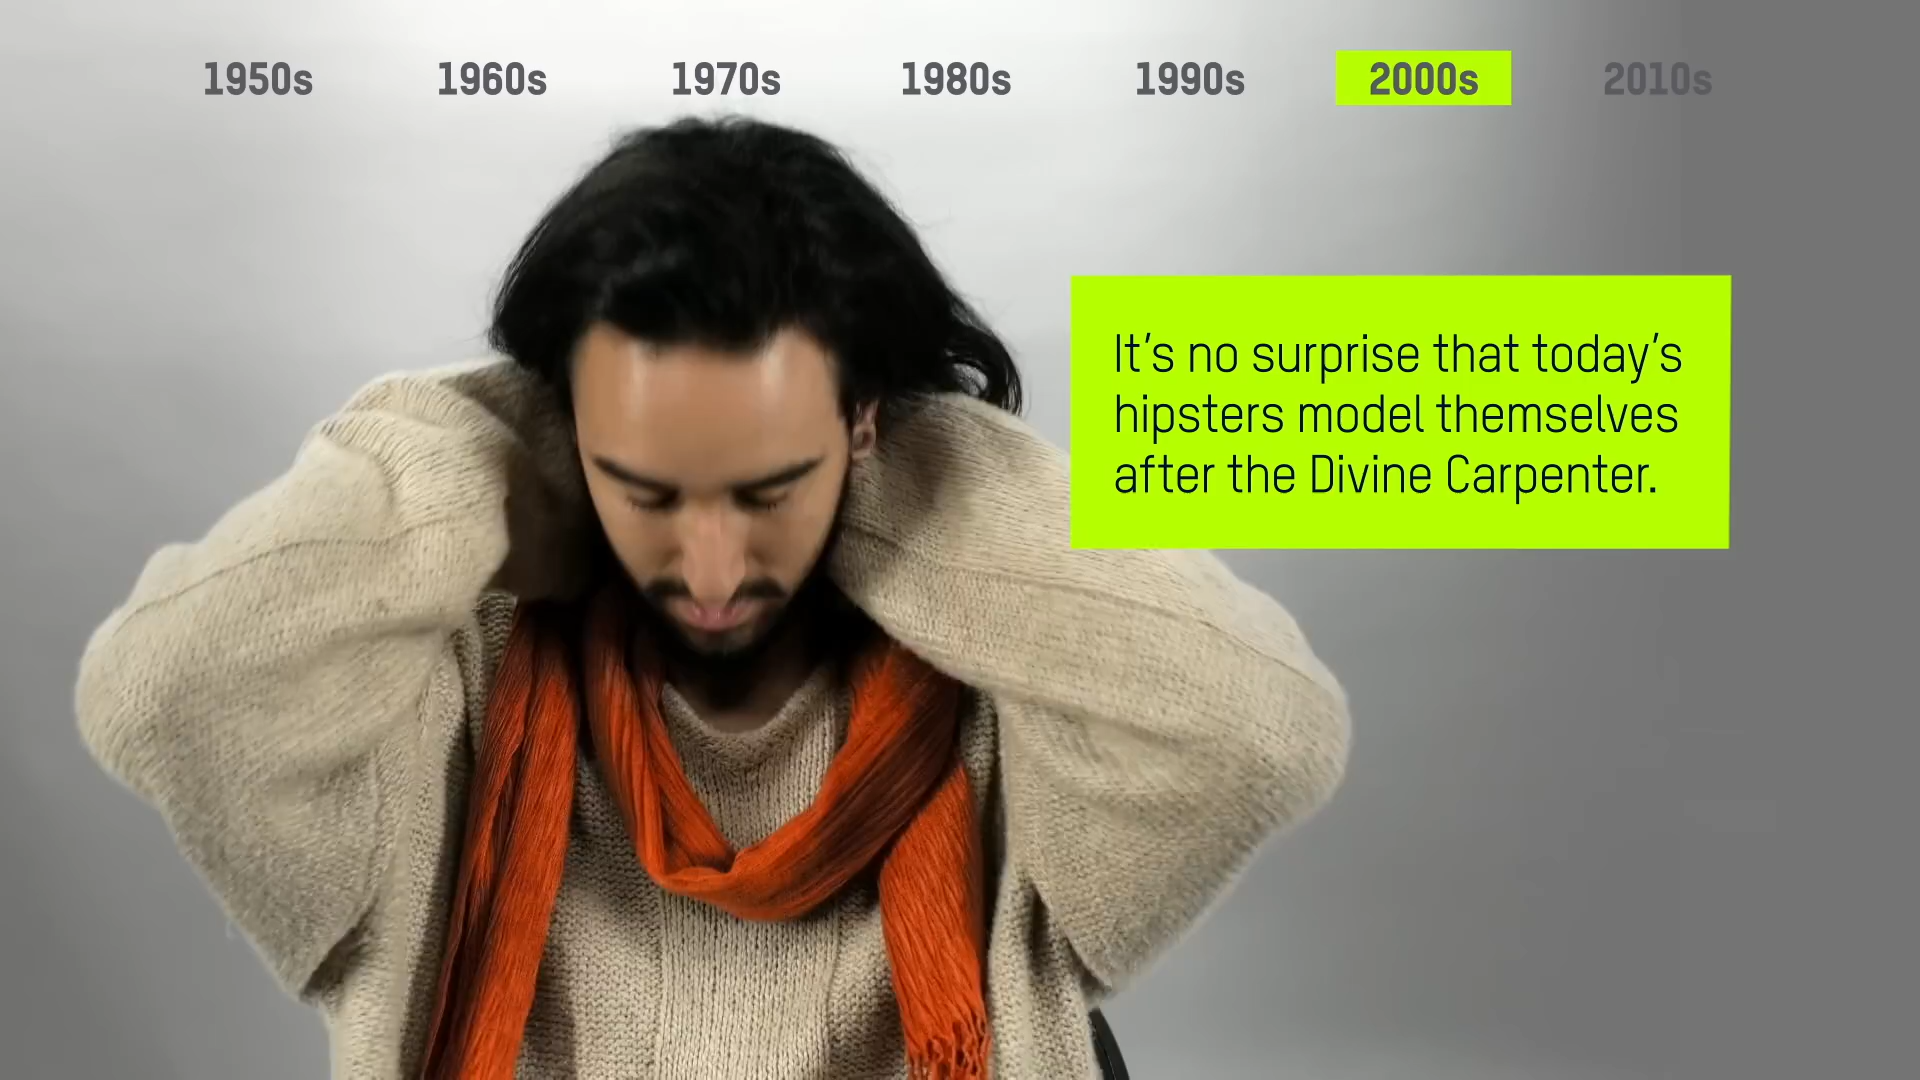 1950s 1960s 1970s 1980s 1990s 2000s 2010s
It's no surprise that today's
hipsters model themselves
after the Divine Carpenter.